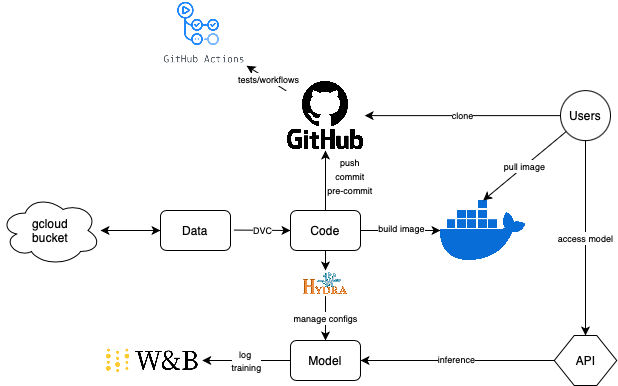 GitHub Actions
tests/workflows
GitHub
clone
Users
push
commit
pre-commit
pull image
gcloud
bucket
Data
DVC
Code
build image
access model
HYDRA
manage configs
W&B
log
training
Model
inference
API